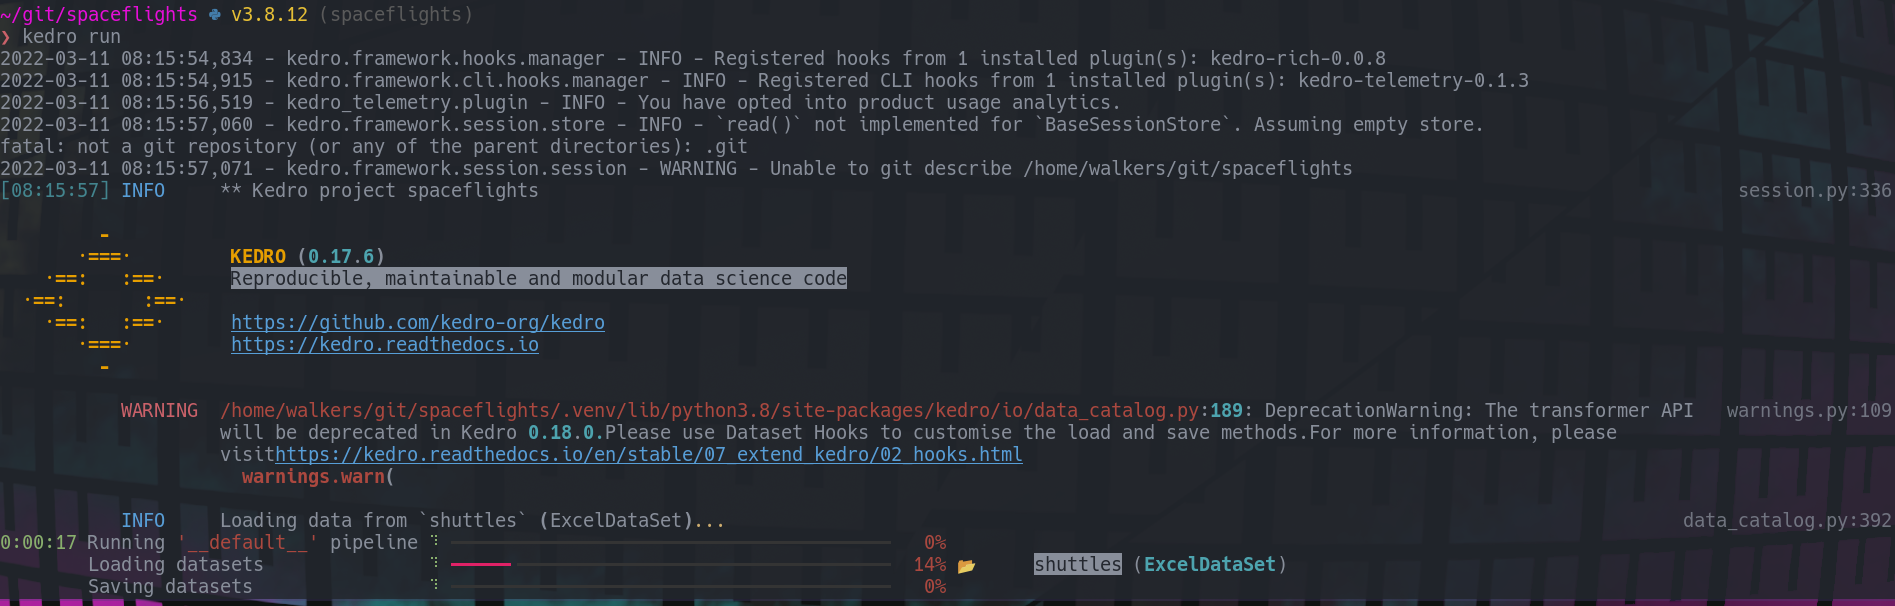 ~/git/spaceflights v3.8.12 (spaceflights)
❯ kedro run
2022-03-11 08:15:54,834 - kedro.framework.hooks.manager - INFO - Registered hooks from 1 installed plugin(s): kedro-rich-0.0.8
2022-03-11 08:15:54,915 - kedro.framework.cli.hooks.manager - INFO - Registered CLI hooks from 1 installed plugin(s): kedro-telemetry-0.1.3
2022-03-11 08:15:56,519 - kedro_telemetry.plugin - INFO - You have opted into product usage analytics.
2022-03-11 08:15:57,060 - kedro.framework.session.store - INFO - `read()` not implemented for `BaseSessionStore`. Assuming empty store.
fatal: not a git repository (or any of the parent directories): .git
2022-03-11 08:15:57,071 - kedro.framework.session.session - WARNING - Unable to git describe /home/walkers/git/spaceflights
[08:15:57] INFO ** Kedro project spaceflights session.py:336
-
·===·
KEDRO (0.17.6)
·==: :==·
Reproducible, maintainable and modular data science code
·==: :==·
·==: :==·
https://github.com/kedro-org/kedro
·===·
https://kedro.readthedocs.io
-
WARNING /home/walkers/git/spaceflights/.venv/lib/python3.8/site-packages/kedro/io/data_catalog.py:189: DeprecationWarning: The transformer API warnings.py:109
will be deprecated in Kedro 0.18.0.Please use Dataset Hooks to customise the load and save methods.For more information, please
visithttps://kedro.readthedocs.io/en/stable/07_extend_kedro/02_hooks.html
warnings.warn(
INFO Loading data from `shuttles` (ExcelDataSet)... data_catalog.py:392
0:00:17 Running '__default__' pipeline 0%
Loading datasets 14% 📂 shuttles (ExcelDataSet)
Saving datasets 0%